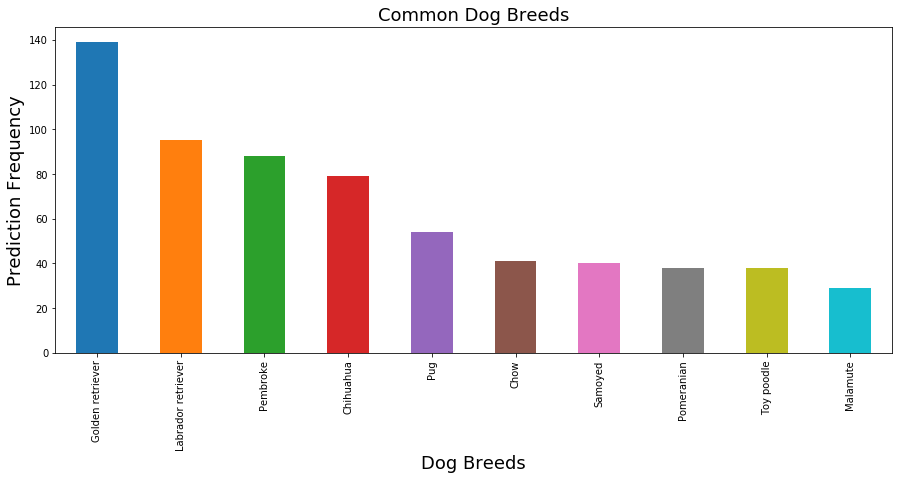 Common Dog Breeds
Prediction Frequency
140
120
100
80
60
40
20
0
Golden retriever
Labrador retriever
Pembroke
Chihuahua
Pug
Chow
Samoyed
Pomeranian
Toy poodle
Malamute
Dog Breeds